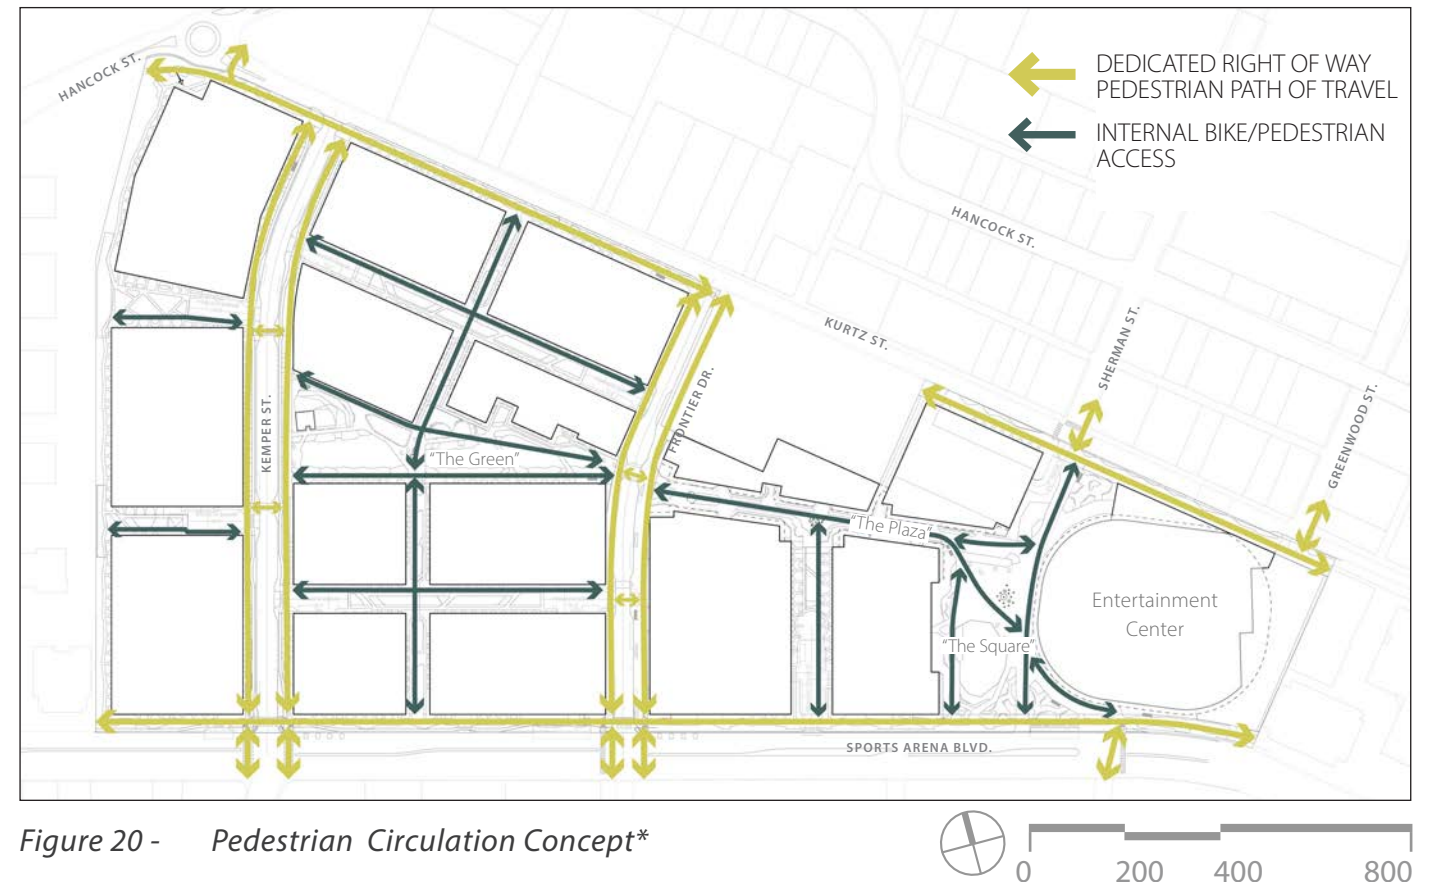 HANCOCK ST.
DEDICATED RIGHT OF WAY
PEDESTRIAN PATH OF TRAVEL
INTERNAL BIKE/PEDESTRIAN
ACCESS
HANCOCK ST.
KURTZ ST.
SHERMAN ST.
GREENWOOD ST.
KEMPER ST.
FRONTIER DR.
"The Green"
"The Plaza"
Entertainment
Center
"The Square"
SPORTS ARENA BLVD.
Figure 20 - Pedestrian Circulation Concept*
0 200 400 800